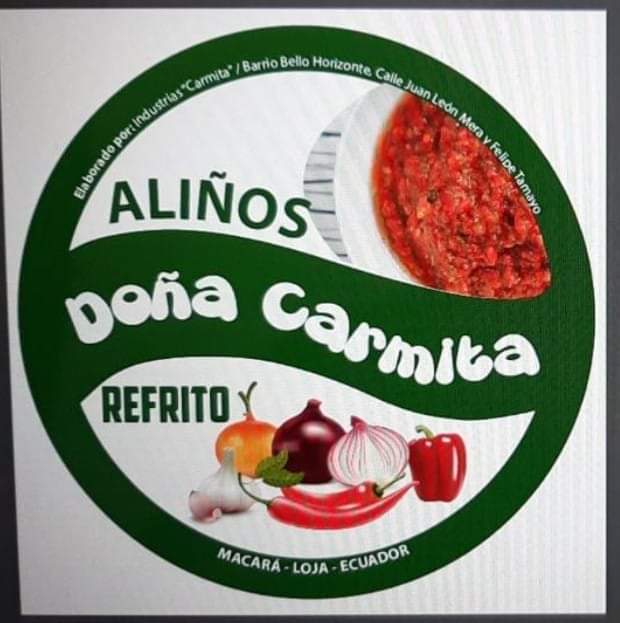 Elaborado por: Industrias "Carmita" / Barrio Bello Horizonte, Calle Juan León Mera y Felipe Tamayo
ALIÑOS
Doña Carmita
REFRITO
MACARÁ - LOJA - ECUADOR